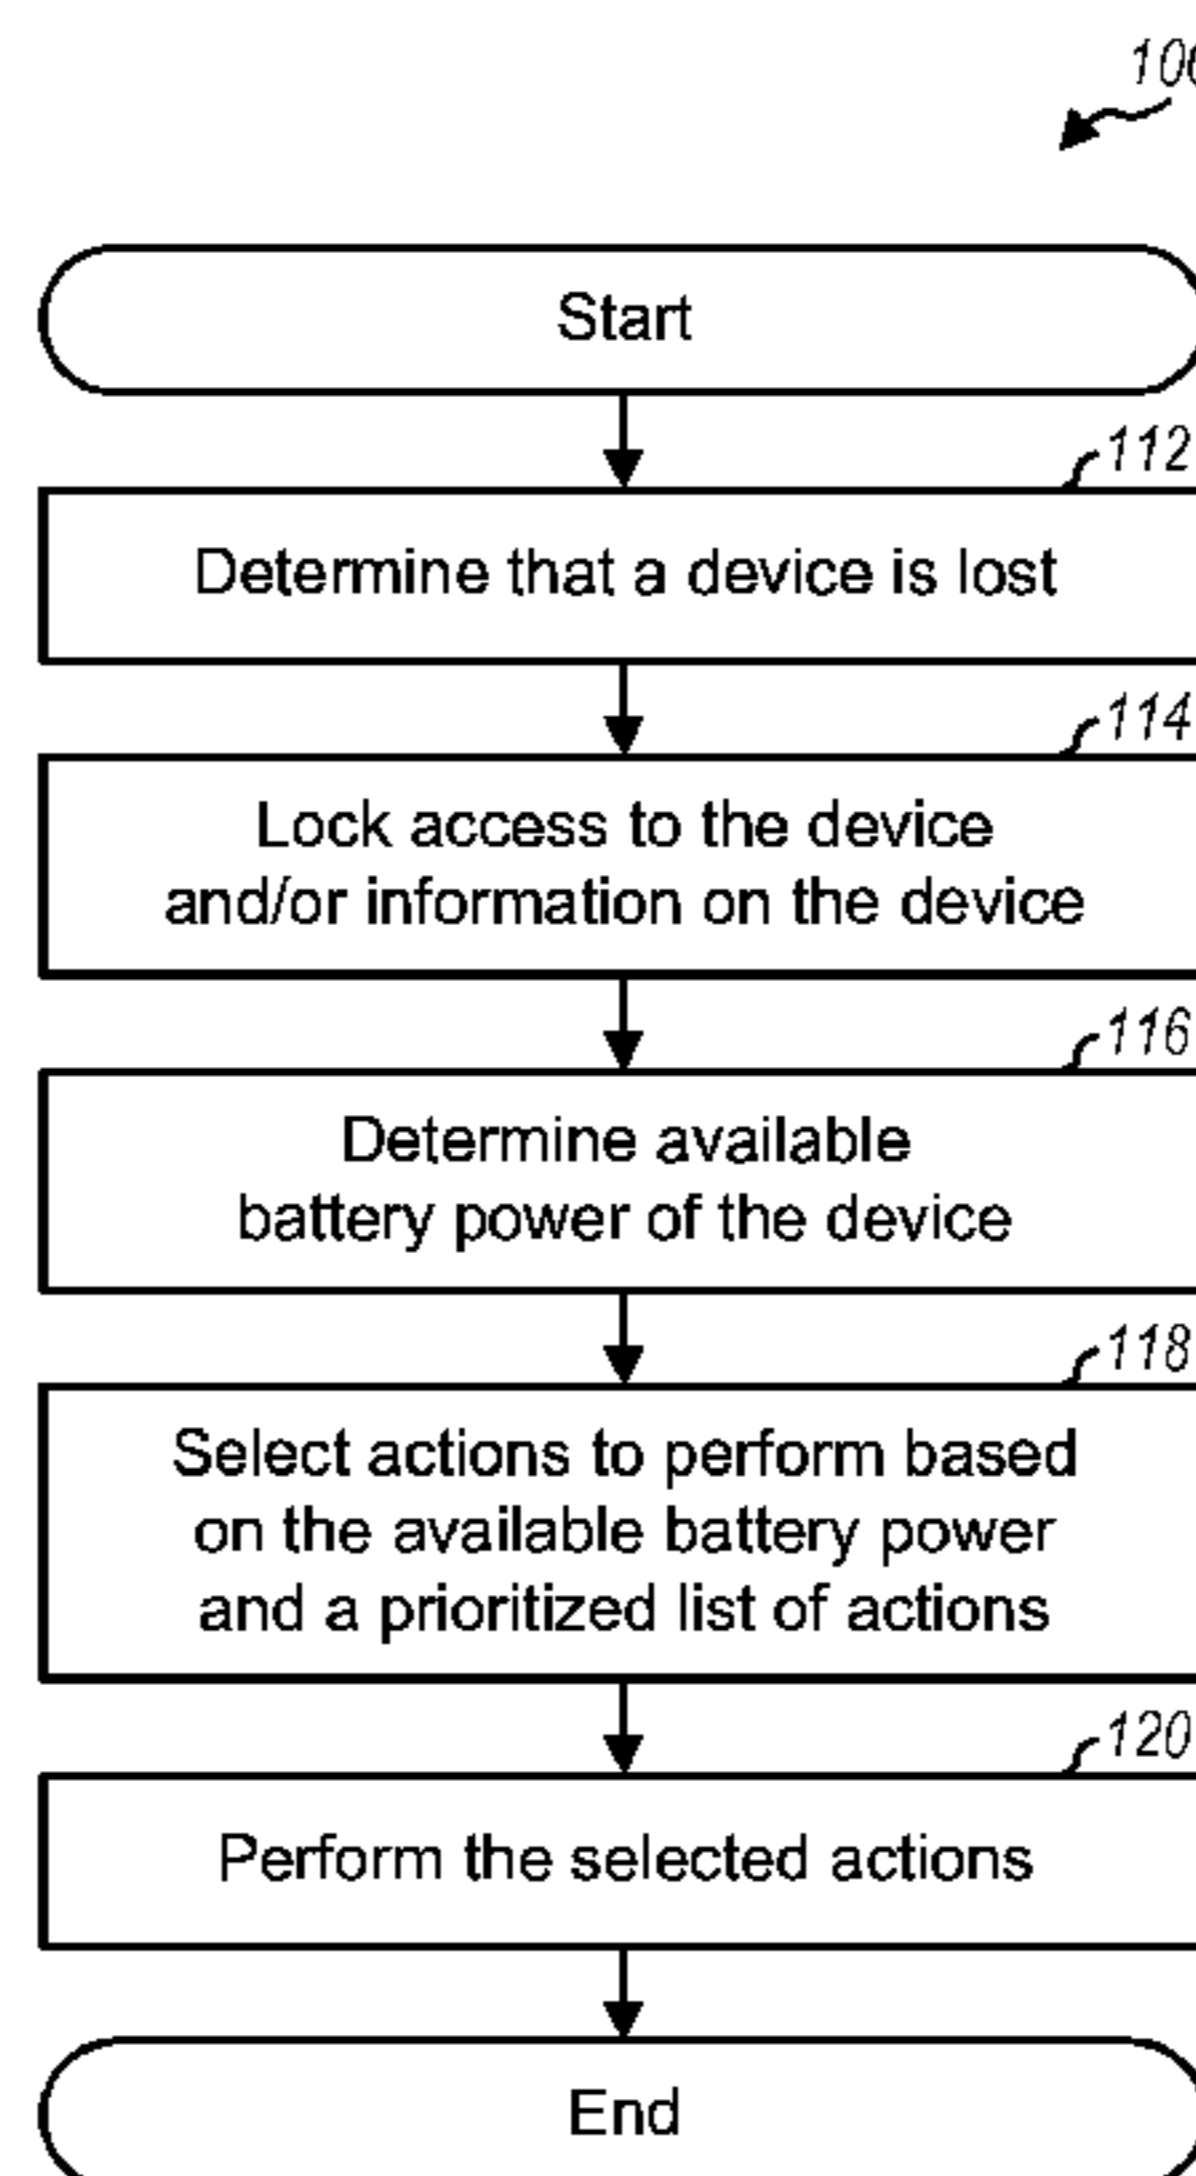 100
Start
112
Determine that a device is lost
114
Lock access to the device
and/or information on the device
116
Determine available
battery power of the device
118
Select actions to perform based
on the available battery power
and a prioritized list of actions
120
Perform the selected actions
End